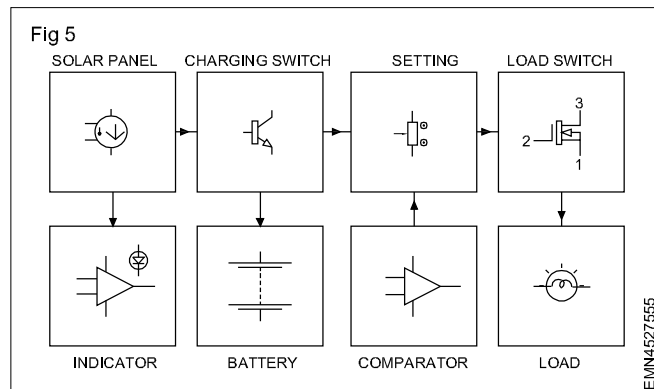 Fig 5
SOLAR PANEL
CHARGING SWITCH
SETTING
LOAD SWITCH
3
2
1
INDICATOR
BATTERY
COMPARATOR
LOAD
EMN4527555